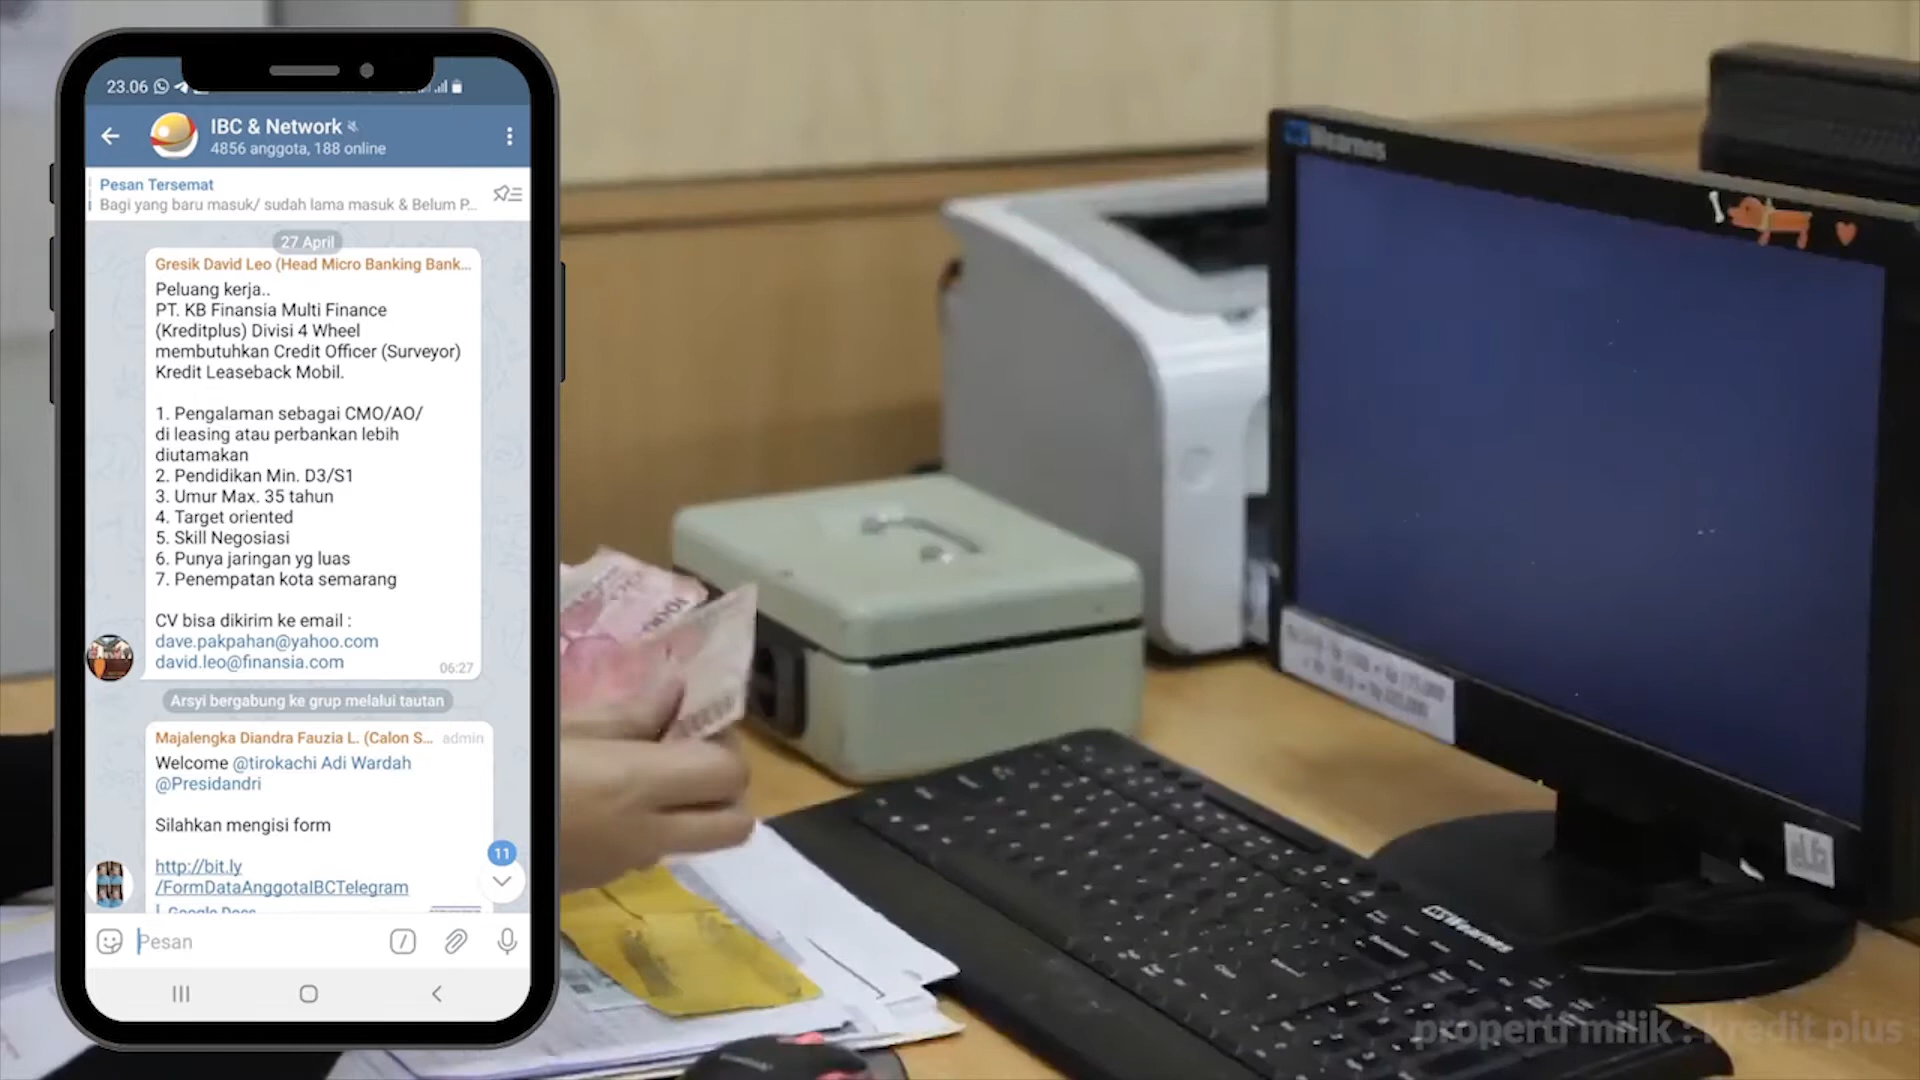 23.06
IBC & Network
4856 anggota, 188 online
Pesan Tersemat
Bagi yang baru masuk/ sudah lama masuk & Belum P...
27 April
Gresik David Leo (Head Micro Banking Bank...
Peluang kerja..
PT. KB Finansia Multi Finance
(Kreditplus) Divisi 4 Wheel
membutuhkan Credit Officer (Surveyor)
Kredit Leaseback Mobil.
1. Pengalaman sebagai CMO/AO/
di leasing atau perbankan lebih
diutamakan
2. Pendidikan Min. D3/S1
3. Umur Max. 35 tahun
4. Target oriented
5. Skill Negosiasi
6. Punya jaringan yg luas
7. Penempatan kota semarang
CV bisa dikirim ke email :
dave.pakpahan@yahoo.com
david.leo@finansia.com
06:27
Arsyi bergabung ke grup melalui tautan
Majalengka Diandra Fauzia L. (Calon S... admin
Welcome @tirokachi Adi Wardah
@Presidandri
Silahkan mengisi form
11
http://bit.ly
/FormDataAnggotaIBCTelegram
Google Docs
Pesan
Wearnes
Wearnes
properti milik : kredit plus